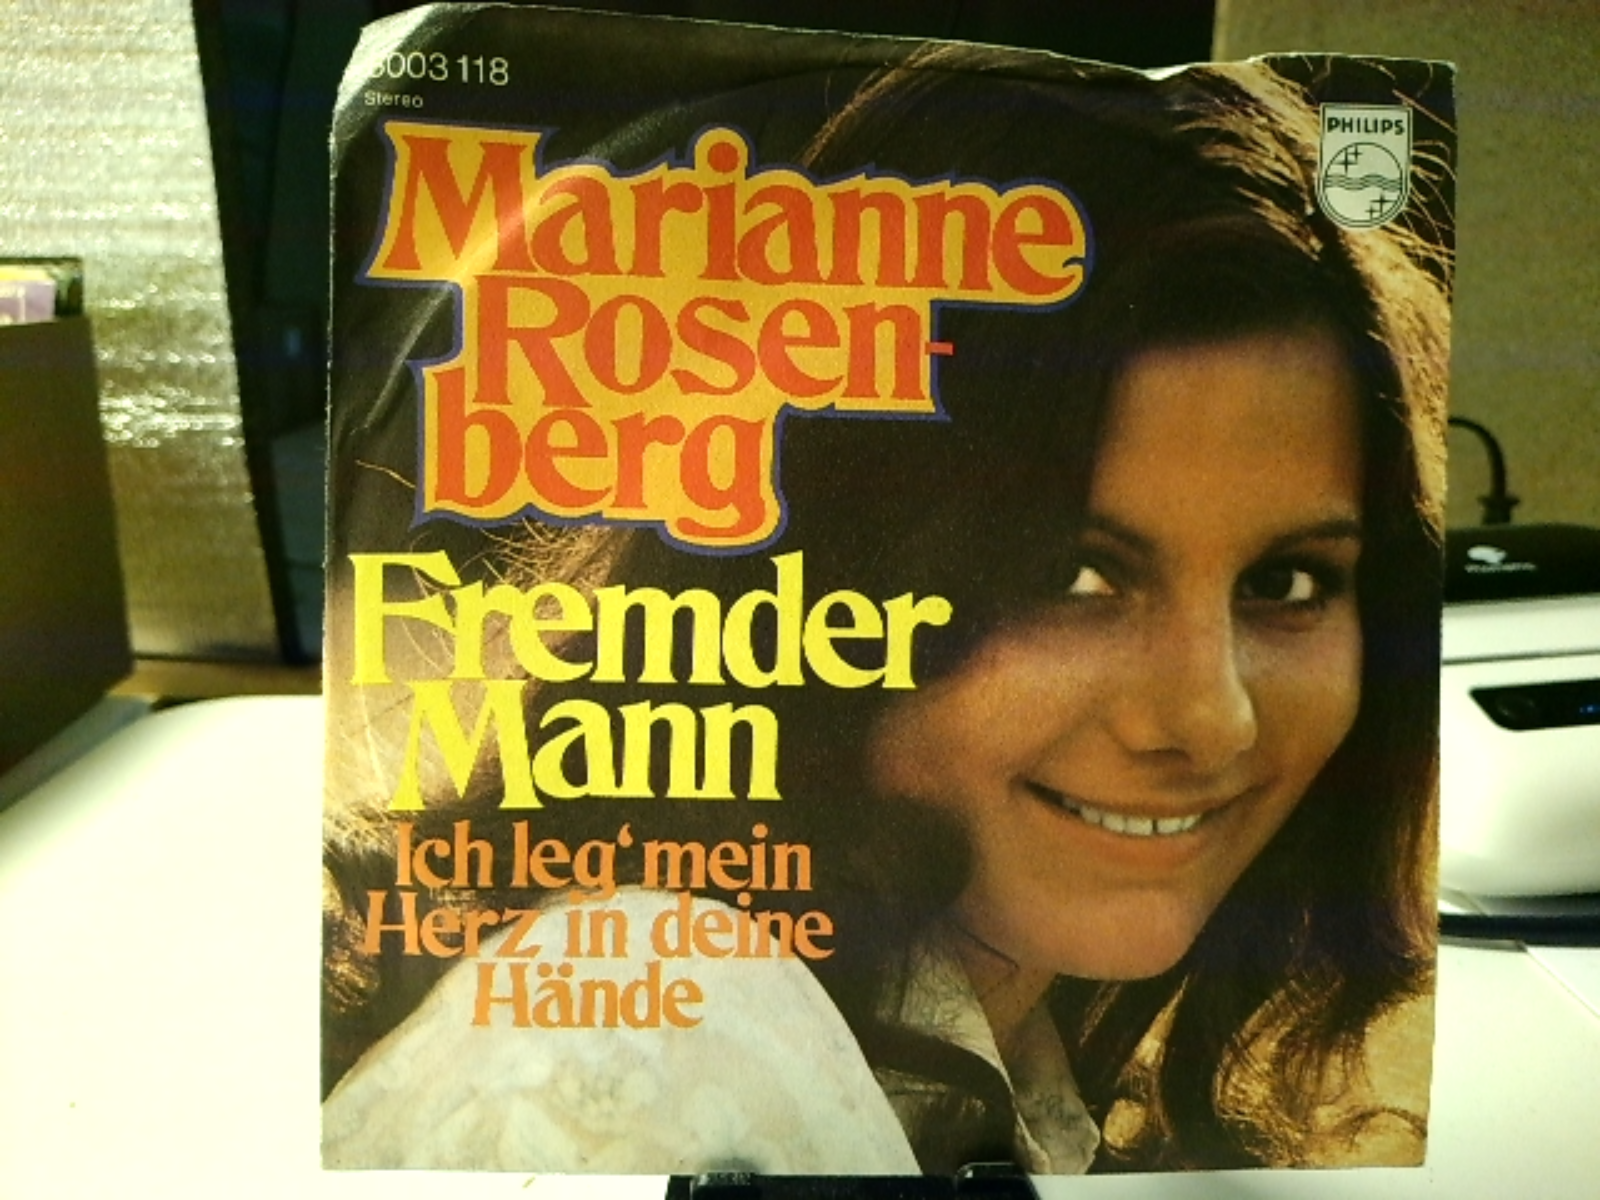 6003 118
Stereo
PHILIPS
Marianne
Rosen-
berg
Fremder
Mann
Ich leg' mein
Herz in deine
Hände